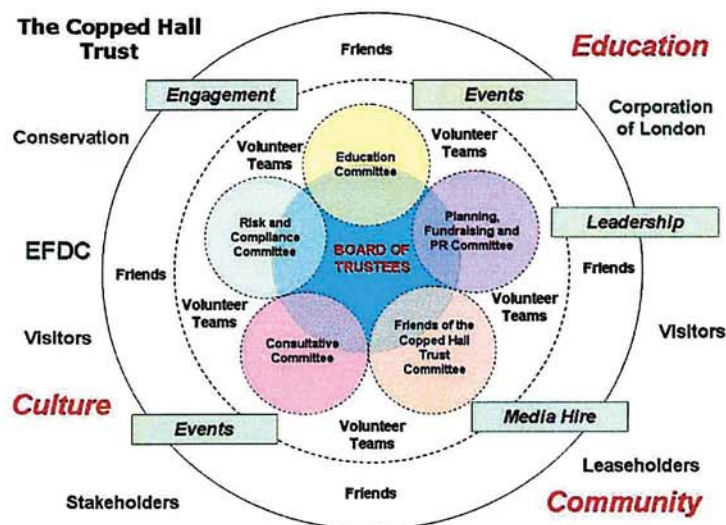 The Copped Hall
Trust
Friends
Education
Engagement
Events
Conservation
Corporation
of London
Volunteer
Teams
Education
Committee
Volunteer
Teams
Risk and
Compliance
Committee
Planning,
Fundraising and
PR Committee
Leadership
BOARD OF
TRUSTEES
EFDC
Friends
Friends
Volunteer
Teams
Volunteer
Teams
Visitors
Visitors
Consultative
Committee
Friends of the
Copped Hall
Trust
Committee
Culture
Events
Media Hire
Volunteer
Teams
Leaseholders
Stakeholders
Friends
Community